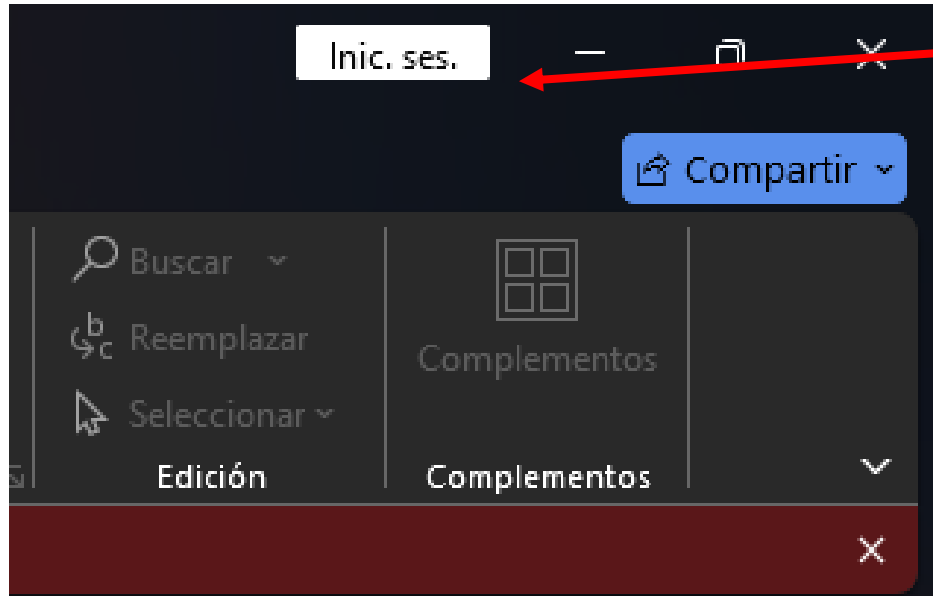 Inic. ses.
Compartir
Buscar
Reemplazar
Seleccionar
Edición
Complementos
Complementos